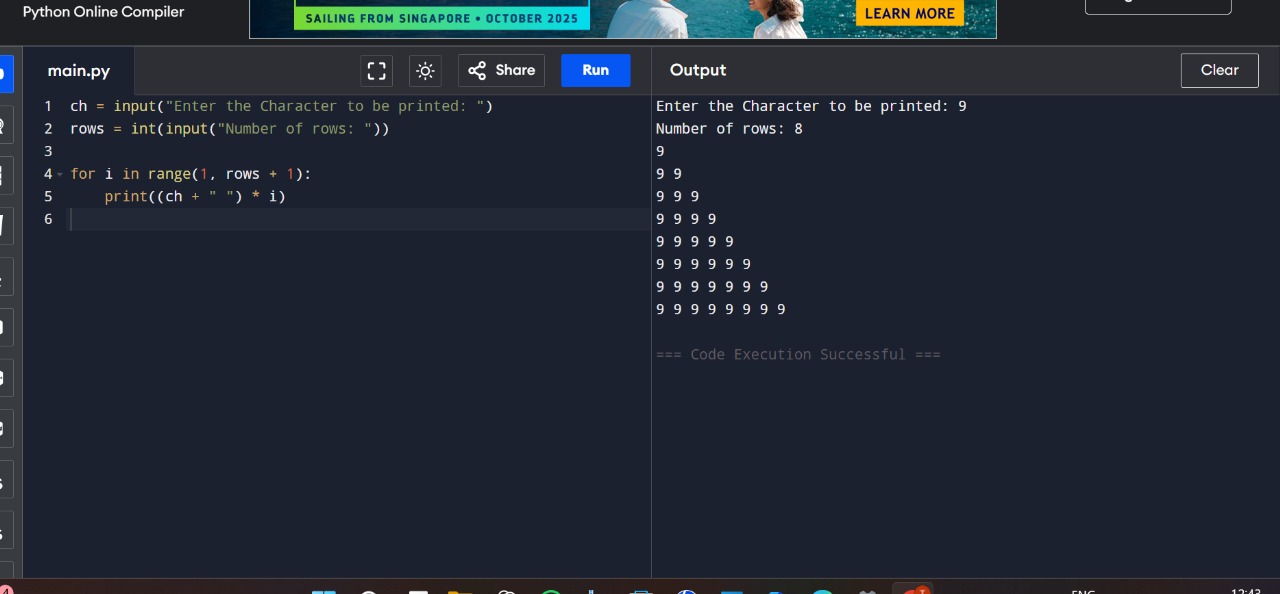 Python Online Compiler
SAILING FROM SINGAPORE • OCTOBER 2025
LEARN MORE
main.py
Share
Run
Output
Clear
1 ch = input("Enter the Character to be printed: ")
2 rows = int(input("Number of rows: "))
3
4 for i in range(1, rows + 1):
5 print((ch + " ") * i)
6
Enter the Character to be printed: 9
Number of rows: 8
9
9 9
9 9 9
9 9 9 9
9 9 9 9 9
9 9 9 9 9 9
9 9 9 9 9 9 9
9 9 9 9 9 9 9 9
=== Code Execution Successful ===
ENG
12:43